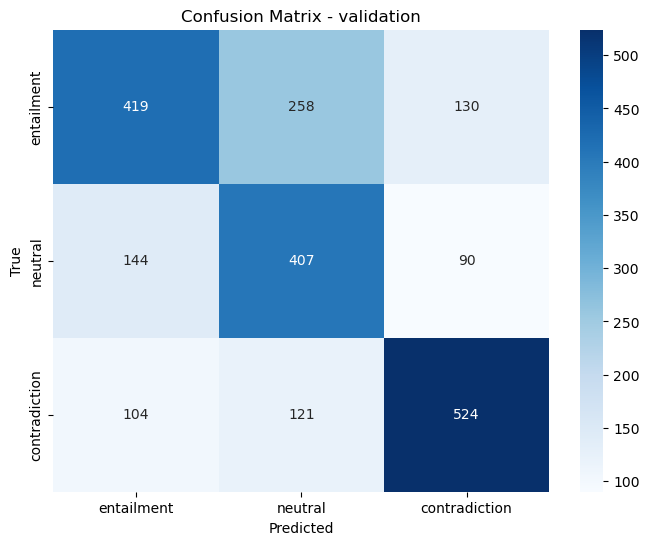 Confusion Matrix - validation
entailment
419 258 130
500
450
400
True
neutral
144 407 90
350
300
250
contradiction
104 121 524
200
150
100
entailment neutral contradiction
Predicted